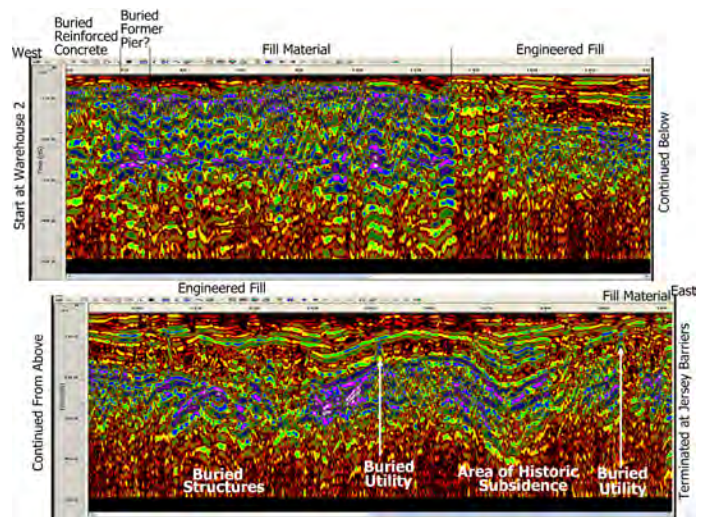 Buried
Reinforced
Concrete
Buried
Former
Pier?
West
Fill Material
Engineered Fill
Start at Warehouse 2
Continued Below
Engineered Fill
Fill Material
East
Continued From Above
Terminated at Jersey Barriers
Buried
Structures
Buried
Utility
Area of Historic
Subsidence
Buried
Utility